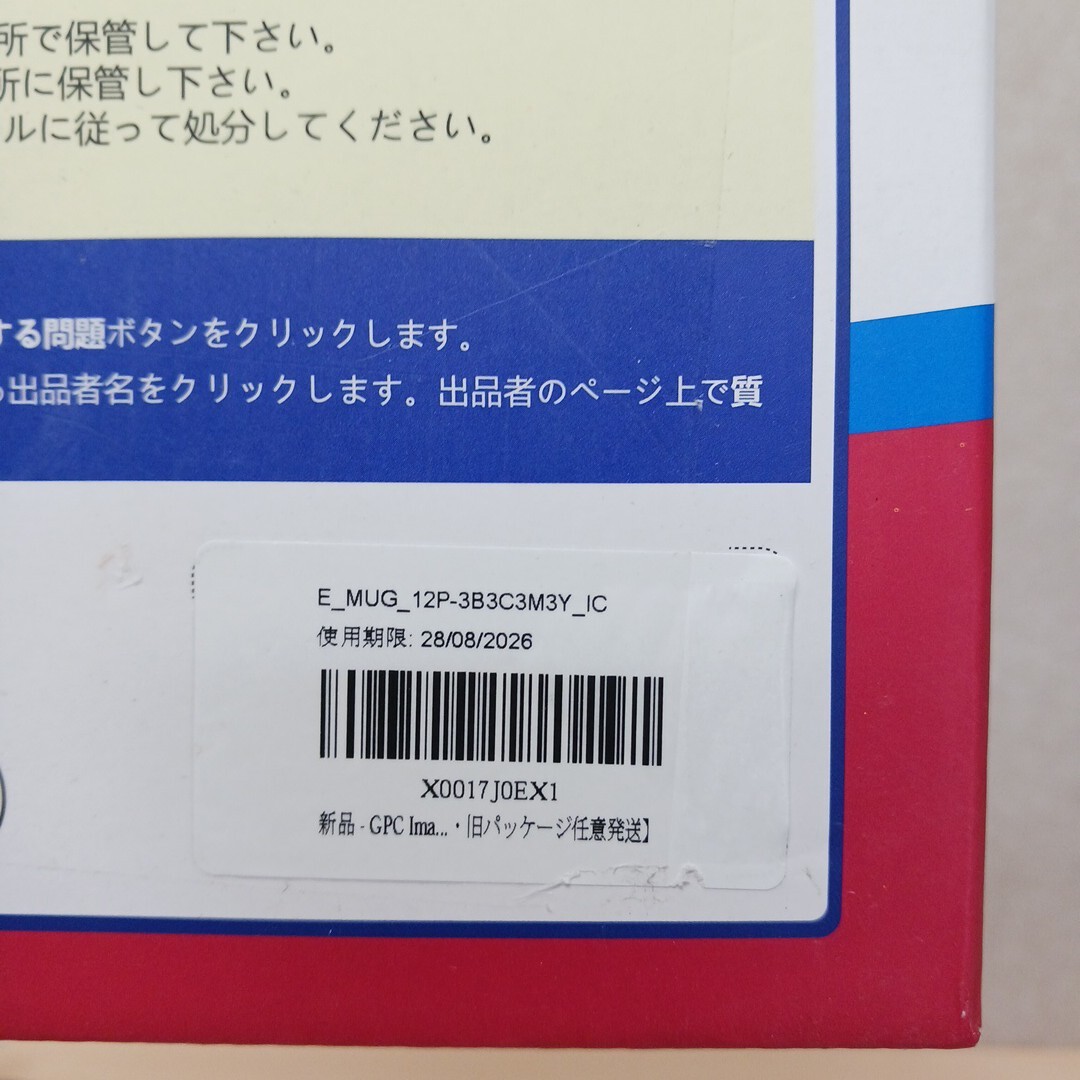 所で保管して下さい。
所に保管し下さい。
ルに従って処分してください。
する問題ボタンをクリックします。
出品者名をクリックします。出品者のページ上で質
E_MUG_12P-3B3C3M3Y_IC
使用期限: 28/08/2026
X0017J0EX1
新品 - GPC Ima...・旧パッケージ任意発送】